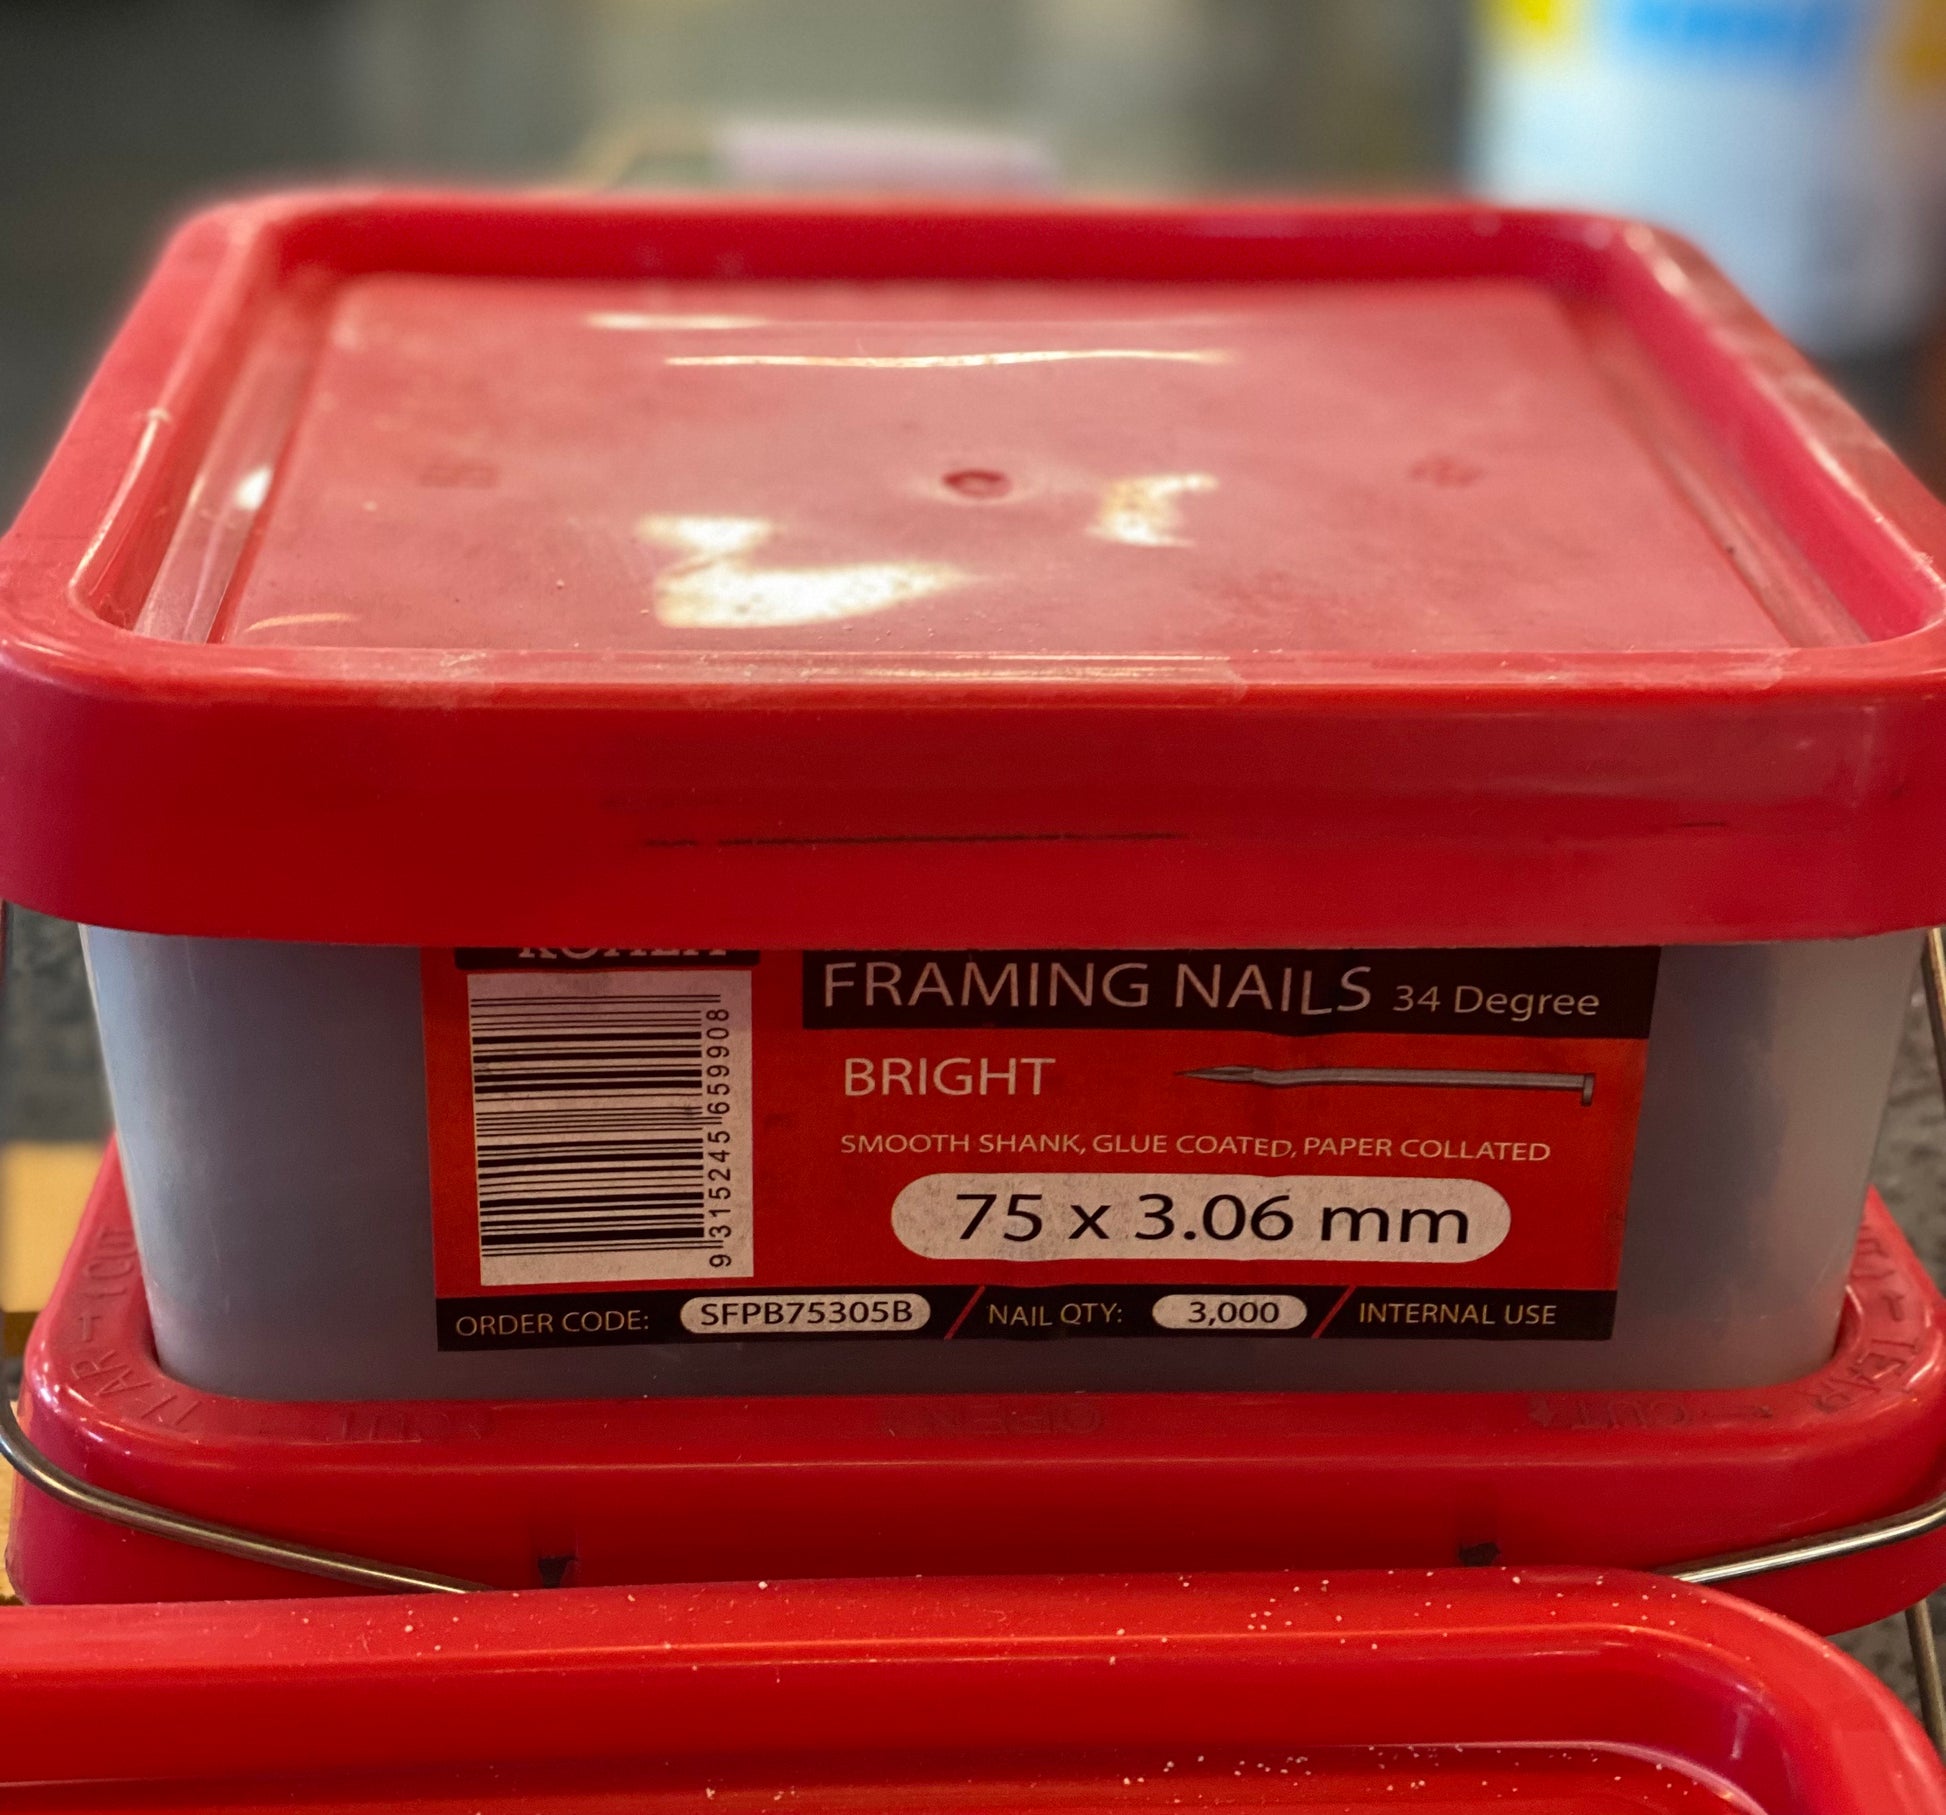 FRAMING NAILS 34 Degree
BRIGHT
SMOOTH SHANK, GLUE COATED, PAPER COLLATED
75 x 3.06 mm
9 315245 659908
ORDER CODE: SFPB75305B / NAIL QTY: 3,000 / INTERNAL USE
OPEN